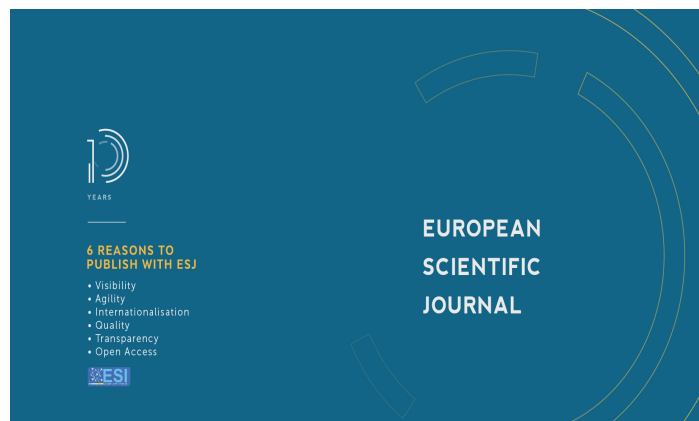 10
YEARS
6 REASONS TO
PUBLISH WITH ESJ
• Visibility
• Agility
• Internationalisation
• Quality
• Transparency
• Open Access
ESI
EUROPEAN
SCIENTIFIC
JOURNAL